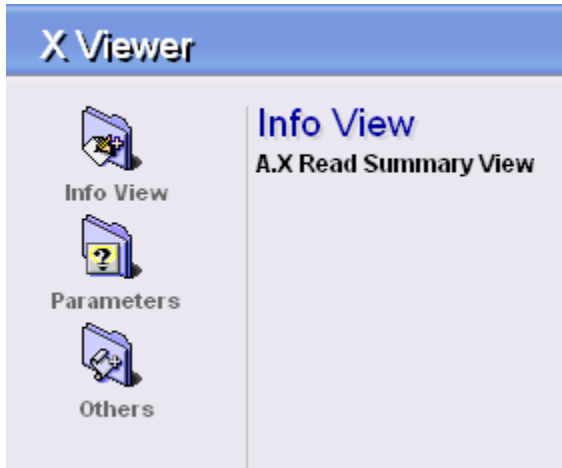 X Viewer
Info View
Parameters
Others
Info View
A.X Read Summary View